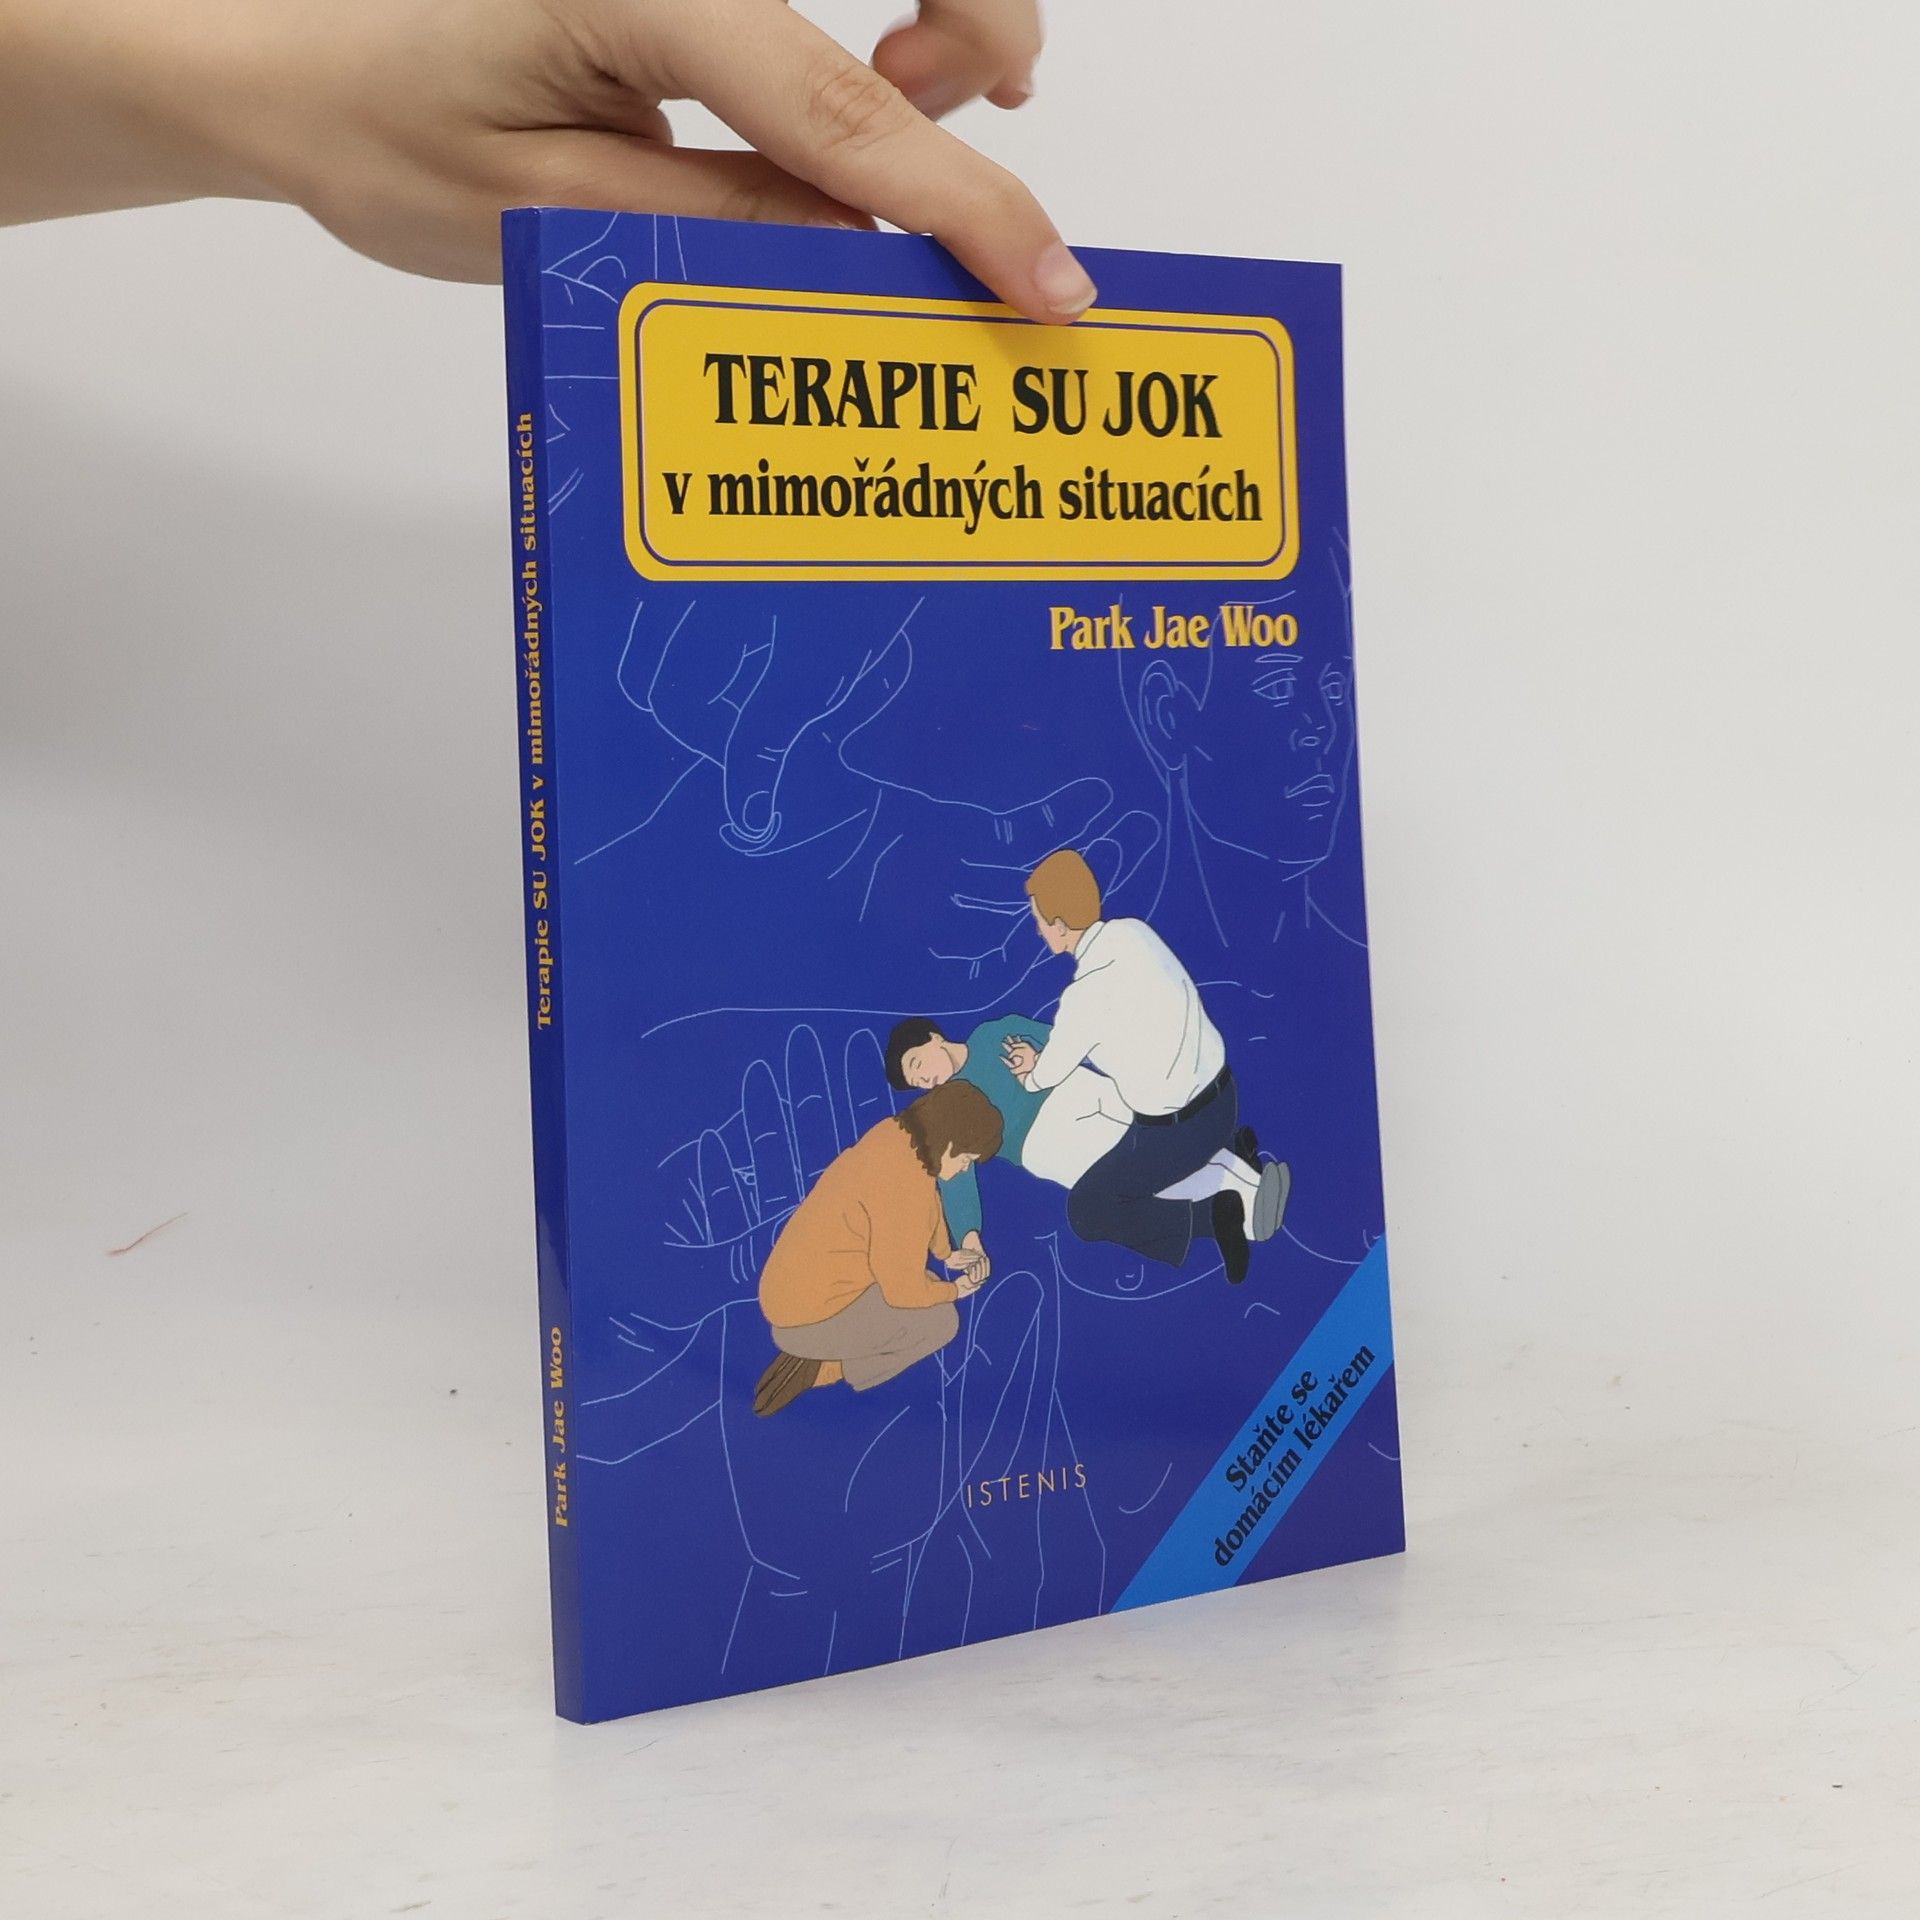 TERAPIE SU JOK
v mimořádných situacích
Park Jae Woo
ISTENIS
Staňte se
domácím lékařem
Terapie SU JOK v mimořádných situacích
Park Jae Woo